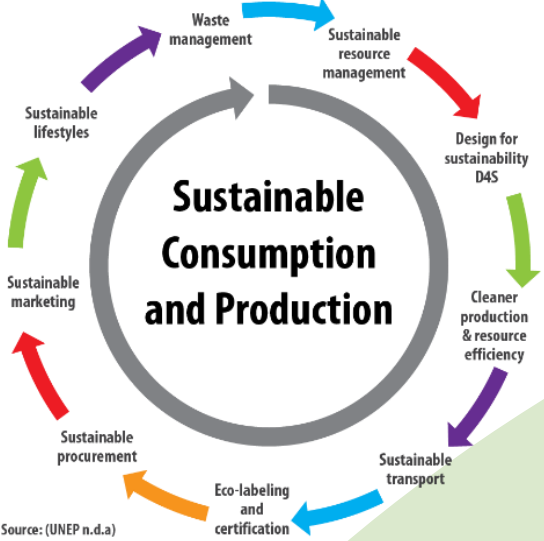 Waste
management
Sustainable
resource
management
Design for
sustainability
D4S
Cleaner
production
& resource
efficiency
Sustainable
transport
Eco-labeling
and
certification
Sustainable
procurement
Sustainable
marketing
Sustainable
lifestyles
Sustainable
Consumption
and Production
Source: (UNEP n.d.a)